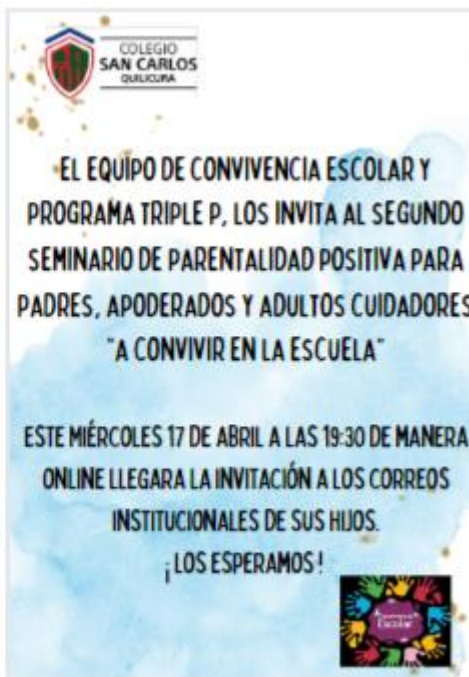 COLEGIO
SAN CARLOS
QUILICURA
EL EQUIPO DE CONVIVENCIA ESCOLAR Y
PROGRAMA TRIPLE P, LOS INVITA AL SEGUNDO
SEMINARIO DE PARENTALIDAD POSITIVA PARA
PADRES, APODERADOS Y ADULTOS CUIDADORES
"A CONVIVIR EN LA ESCUELA"
ESTE MIÉRCOLES 17 DE ABRIL A LAS 19:30 DE MANERA
ONLINE LLEGARA LA INVITACIÓN A LOS CORREOS
INSTITUCIONALES DE SUS HIJOS.
¡LOS ESPERAMOS!
Escolar